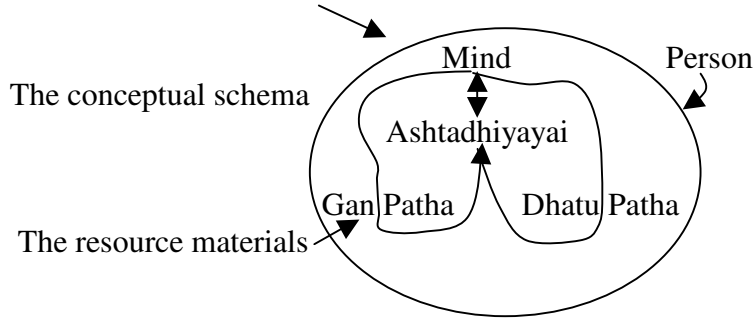 Mind
Person
The conceptual schema
Ashtadhiyayai
Gan Patha
Dhatu Patha
The resource materials